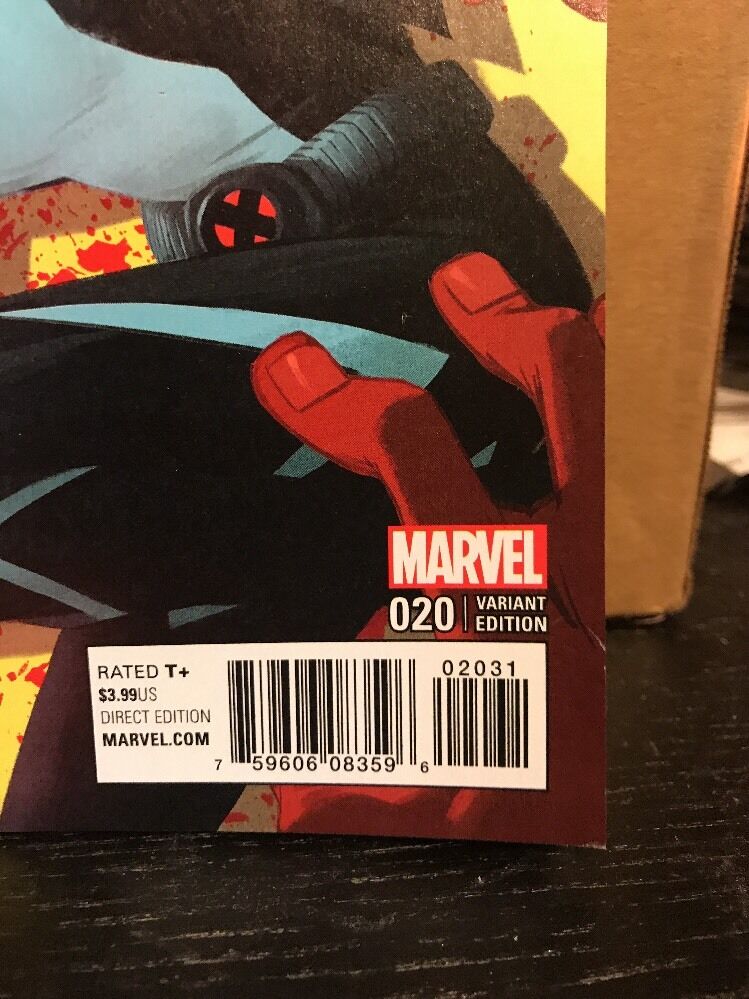 MARVEL
020 | VARIANT
EDITION
RATED T+
$3.99US
DIRECT EDITION
MARVEL.COM
02031
7 59606 08359 6